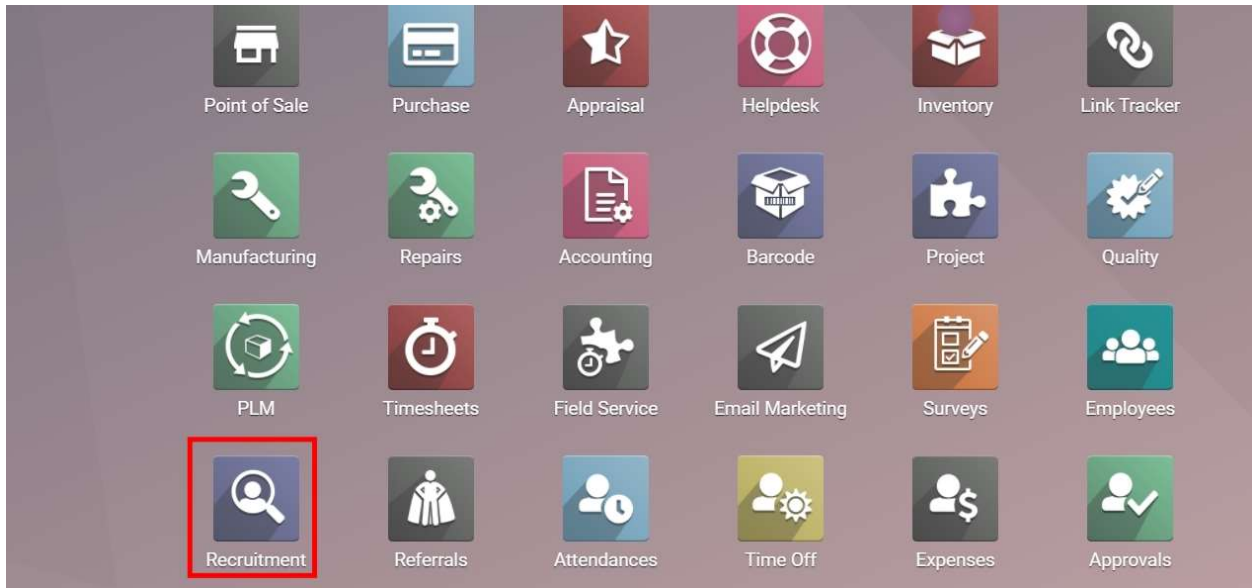 Point of Sale
Purchase
Appraisal
Helpdesk
Inventory
Link Tracker
Manufacturing
Repairs
Accounting
Barcode
Project
Quality
PLM
Timesheets
Field Service
Email Marketing
Surveys
Employees
Recruitment
Referrals
Attendances
Time Off
Expenses
Approvals